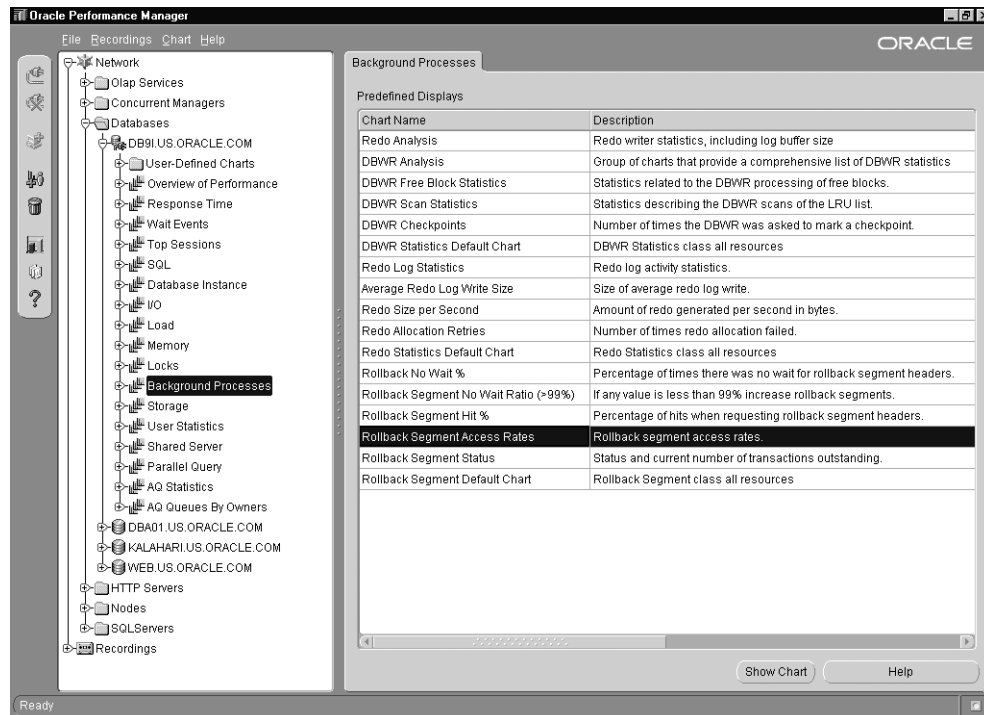 Oracle Performance Manager
File Recordings Chart Help
ORACLE
Network
Olap Services
Concurrent Managers
Databases
DB9I.US.ORACLE.COM
User-Defined Charts
Overview of Performance
Response Time
Wait Events
Top Sessions
SQL
Database Instance
I/O
Load
Memory
Locks
Background Processes
Storage
User Statistics
Shared Server
Parallel Query
AQ Statistics
AQ Queues By Owners
DBA01.US.ORACLE.COM
KALAHARI.US.ORACLE.COM
WEB.US.ORACLE.COM
HTTP Servers
Nodes
SQLServers
Recordings
Background Processes
Predefined Displays
Chart Name Description
Redo Analysis Redo writer statistics, including log buffer size
DBWR Analysis Group of charts that provide a comprehensive list of DBWR statistics
DBWR Free Block Statistics Statistics related to the DBWR processing of free blocks.
DBWR Scan Statistics Statistics describing the DBWR scans of the LRU list.
DBWR Checkpoints Number of times the DBWR was asked to mark a checkpoint.
DBWR Statistics Default Chart DBWR Statistics class all resources
Redo Log Statistics Redo log activity statistics.
Average Redo Log Write Size Size of average redo log write.
Redo Size per Second Amount of redo generated per second in bytes.
Redo Allocation Retries Number of times redo allocation failed.
Redo Statistics Default Chart Redo Statistics class all resources
Rollback No Wait % Percentage of times there was no wait for rollback segment headers.
Rollback Segment No Wait Ratio (>99%) If any value is less than 99% increase rollback segments.
Rollback Segment Hit % Percentage of hits when requesting rollback segment headers.
Rollback Segment Access Rates Rollback segment access rates.
Rollback Segment Status Status and current number of transactions outstanding.
Rollback Segment Default Chart Rollback Segment class all resources
Show Chart Help
Ready